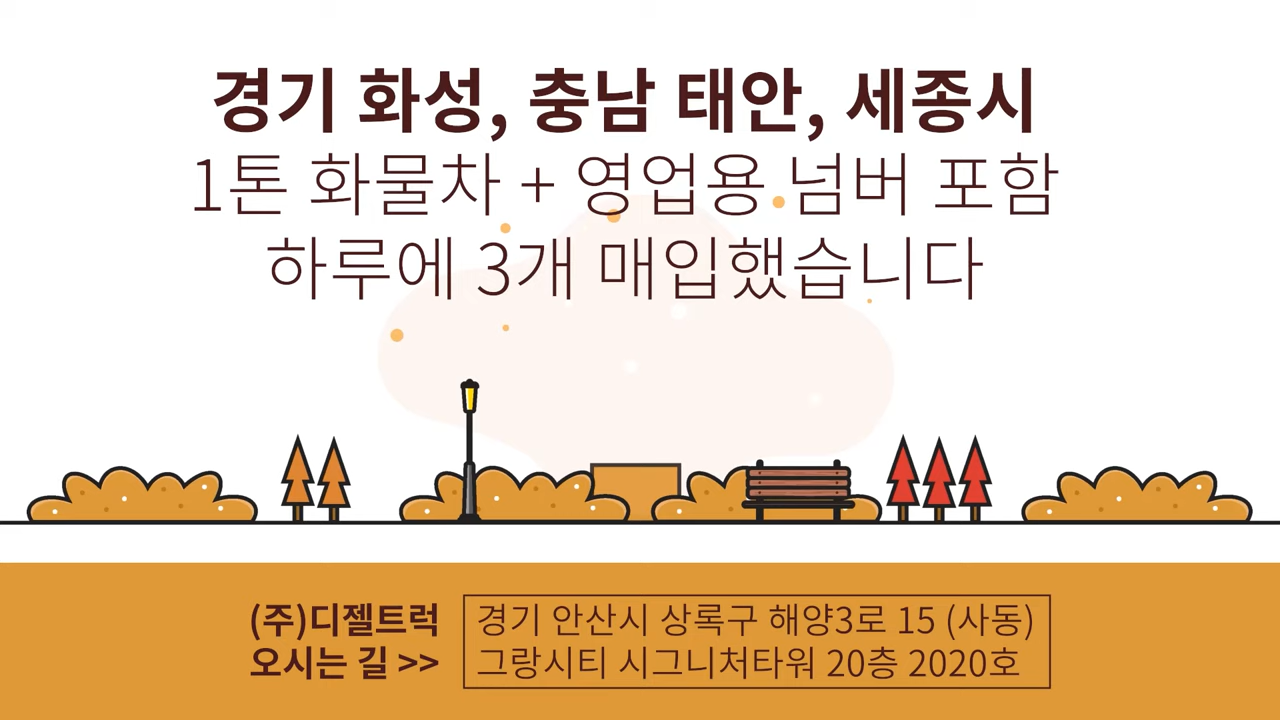 경기 화성, 충남 태안, 세종시
1톤 화물차 + 영업용 넘버 포함
하루에 3개 매입했습니다
(주)디젤트럭
오시는 길 >>
경기 안산시 상록구 해양3로 15 (사동)
그랑시티 시그니처타워 20층 2020호